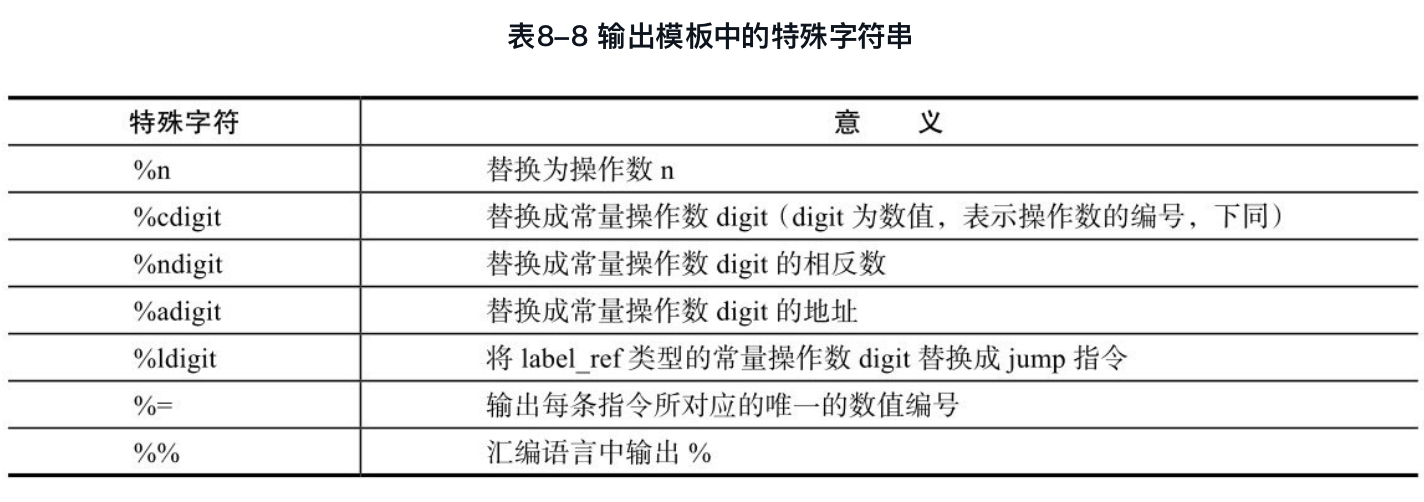 表8-8 输出模板中的特殊字符串
特殊字符 意 义
%n 替换为操作数 n
%cdigit 替换成常量操作数 digit（digit 为数值，表示操作数的编号，下同）
%ndigit 替换成常量操作数 digit 的相反数
%adigit 替换成常量操作数 digit 的地址
%ldigit 将 label_ref 类型的常量操作数 digit 替换成 jump 指令
%= 输出每条指令所对应的唯一的数值编号
%% 汇编语言中输出 %